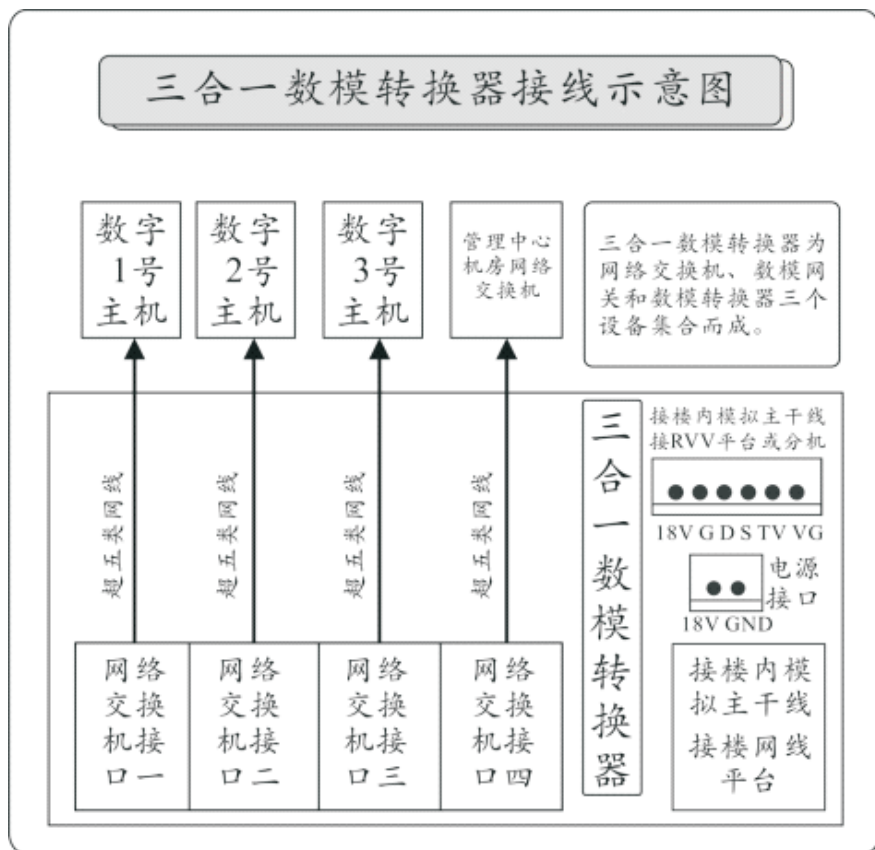 三合一数模转换器接线示意图
数字
1号
主机
数字
2号
主机
数字
3号
主机
管理中心
机房网络
交换机
三合一数模转换器为
网络交换机、数模网
关和数模转换器三个
设备集合而成。
超五类网线
超五类网线
超五类网线
超五类网线
三合一数模转换器
接楼内模拟主干线
接RVV平台或分机
18V G D S TV VG
电源
接口
18V GND
网络
交换
机接
口一
网络
交换
机接
口二
网络
交换
机接
口三
网络
交换
机接
口四
接楼内模
拟主干线
接楼网线
平台